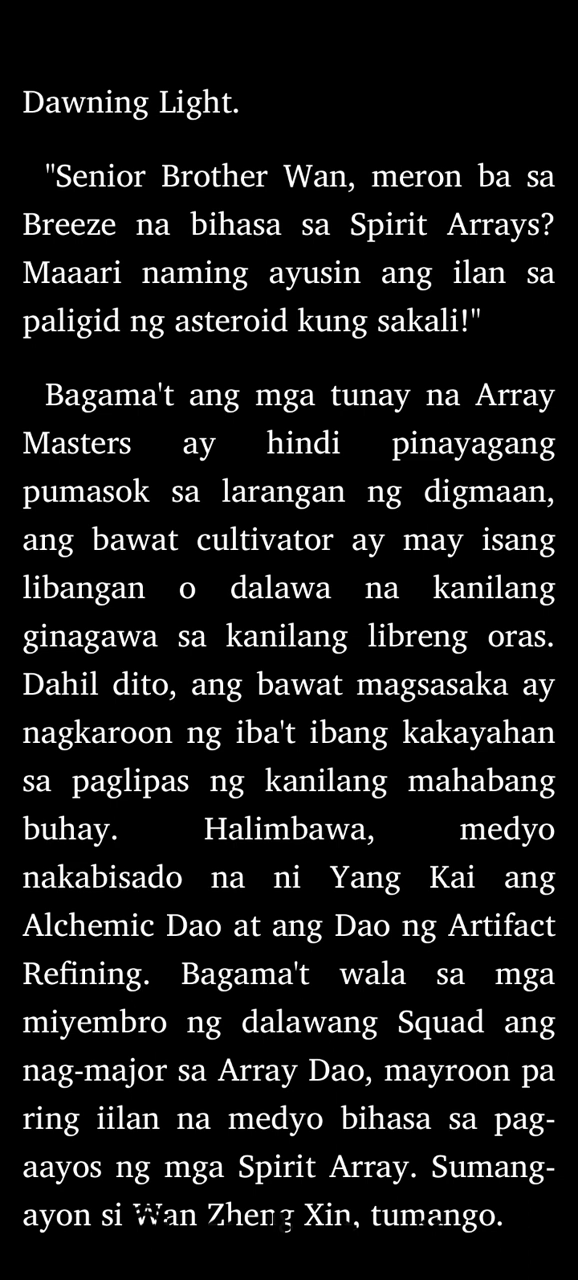 Dawning Light.
"Senior Brother Wan, meron ba sa
Breeze na bihasa sa Spirit Arrays?
Maaari naming ayusin ang ilan sa
paligid ng asteroid kung sakali!"
Bagama't ang mga tunay na Array
Masters ay hindi pinayagang
pumasok sa larangan ng digmaan,
ang bawat cultivator ay may isang
libangan o dalawa na kanilang
ginagawa sa kanilang libreng oras.
Dahil dito, ang bawat magsasaka ay
nagkaroon ng iba't ibang kakayahan
sa paglipas ng kanilang mahabang
buhay. Halimbawa, medyo
nakabisado na ni Yang Kai ang
Alchemic Dao at ang Dao ng Artifact
Refining. Bagama't wala sa mga
miyembro ng dalawang Squad ang
nag-major sa Array Dao, mayroon pa
ring iilan na medyo bihasa sa pag-
aayos ng mga Spirit Array. Sumang-
ayon si Wan Zheng Xin, tumango.